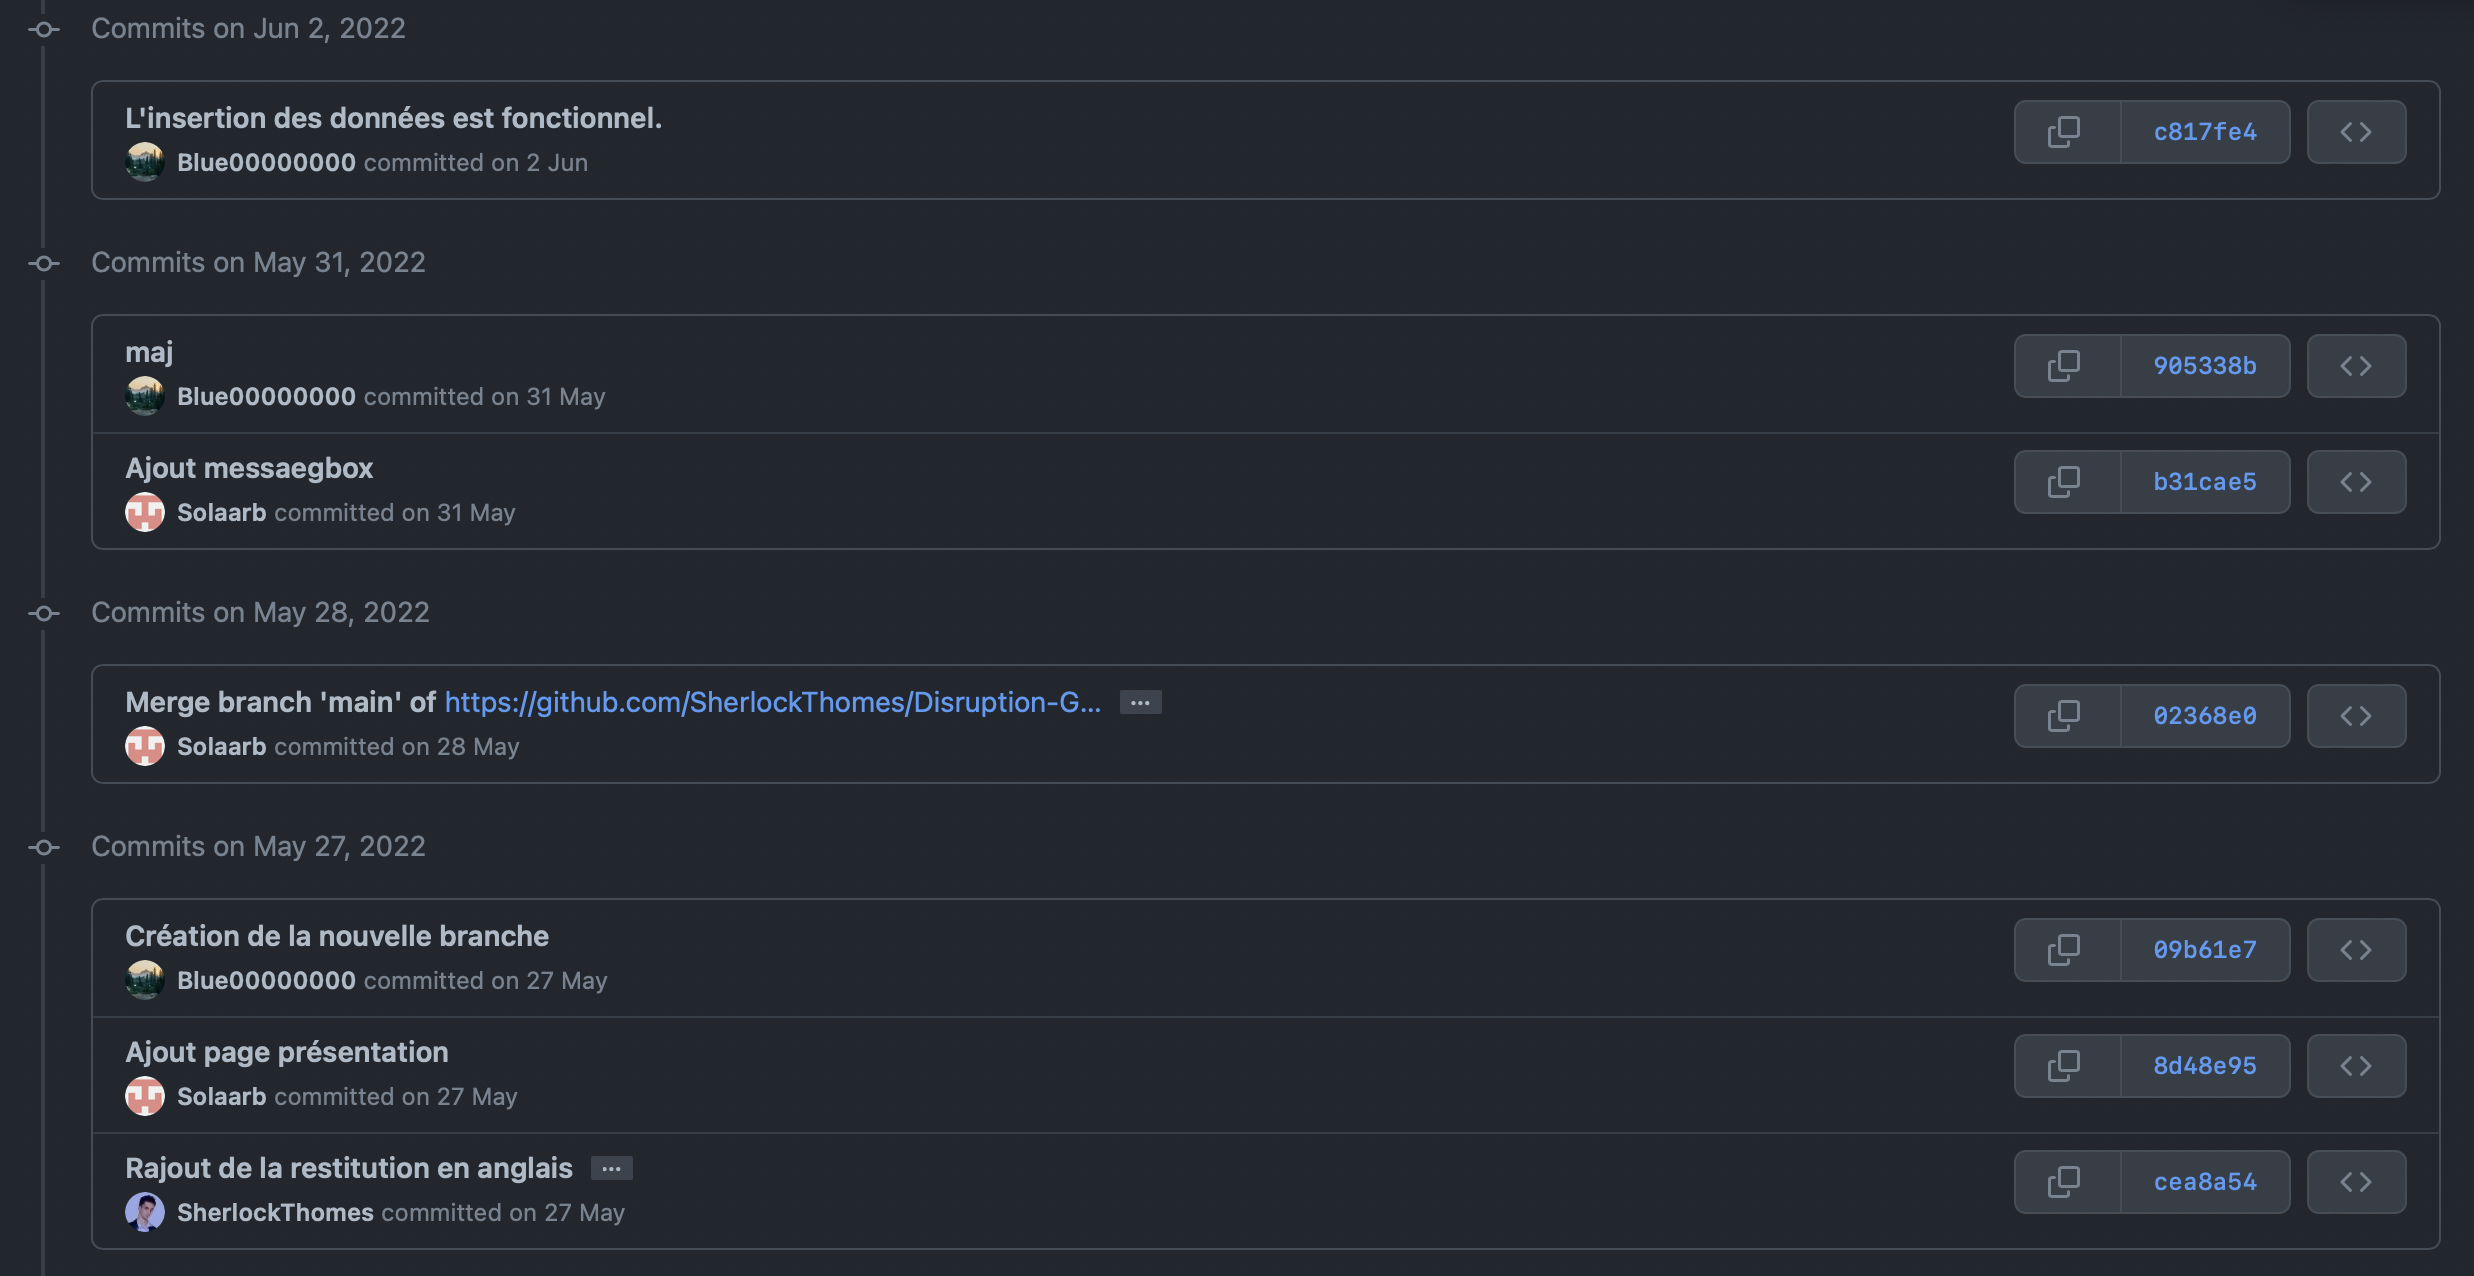 Commits on Jun 2, 2022
L'insertion des données est fonctionnel.
c817fe4
Blue00000000 committed on 2 Jun
Commits on May 31, 2022
maj
905338b
Blue00000000 committed on 31 May
Ajout messaegbox
b31cae5
Solaarb committed on 31 May
Commits on May 28, 2022
Merge branch 'main' of https://github.com/SherlockThomes/Disruption-G... ...
02368e0
Solaarb committed on 28 May
Commits on May 27, 2022
Création de la nouvelle branche
09b61e7
Blue00000000 committed on 27 May
Ajout page présentation
8d48e95
Solaarb committed on 27 May
Rajout de la restitution en anglais ...
cea8a54
SherlockThomes committed on 27 May